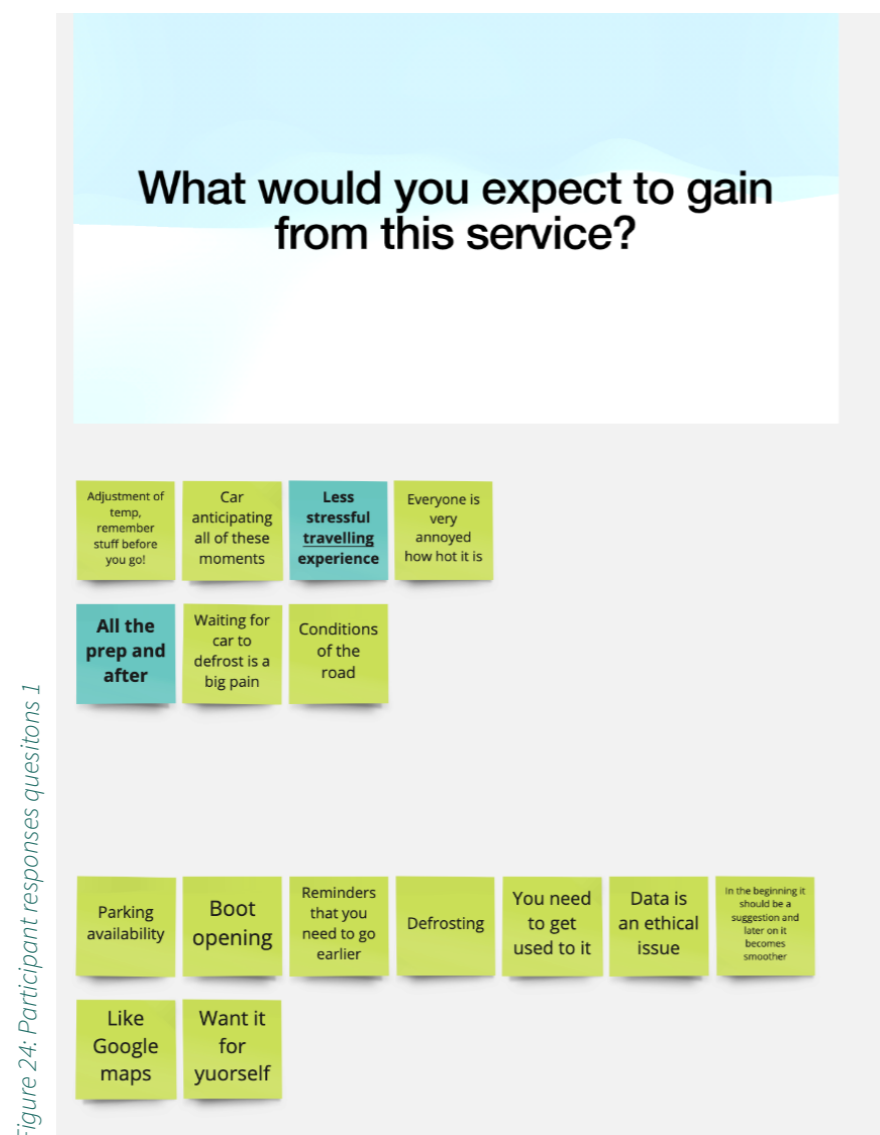 What would you expect to gain
from this service?
Adjustment of
temp,
remember
stuff before
you go!
Car
anticipating
all of these
moments
Less
stressful
travelling
experience
Everyone is
very
annoyed
how hot it is
All the
prep and
after
Waiting for
car to
defrost is a
big pain
Conditions
of the
road
Parking
availability
Boot
opening
Reminders
that you
need to go
earlier
Defrosting
You need
to get
used to it
Data is
an ethical
issue
In the beginning it
should be a
suggestion and
later on it
becomes
smoother
Like
Google
maps
Want it
for
yuorself
Figure 24: Participant responses quesitons 1